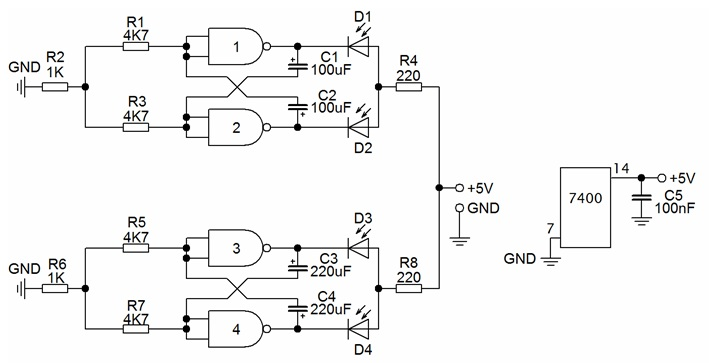 D1
R1
4K7
1
R2
GND
1K
C1
100uF
R4
220
C2
100uF
R3
4K7
2
D2
+5V
GND
14
+5V
7400
C5
100nF
7
GND
D3
R5
4K7
3
R6
GND
1K
C3
220uF
R8
220
C4
220uF
R7
4K7
4
D4